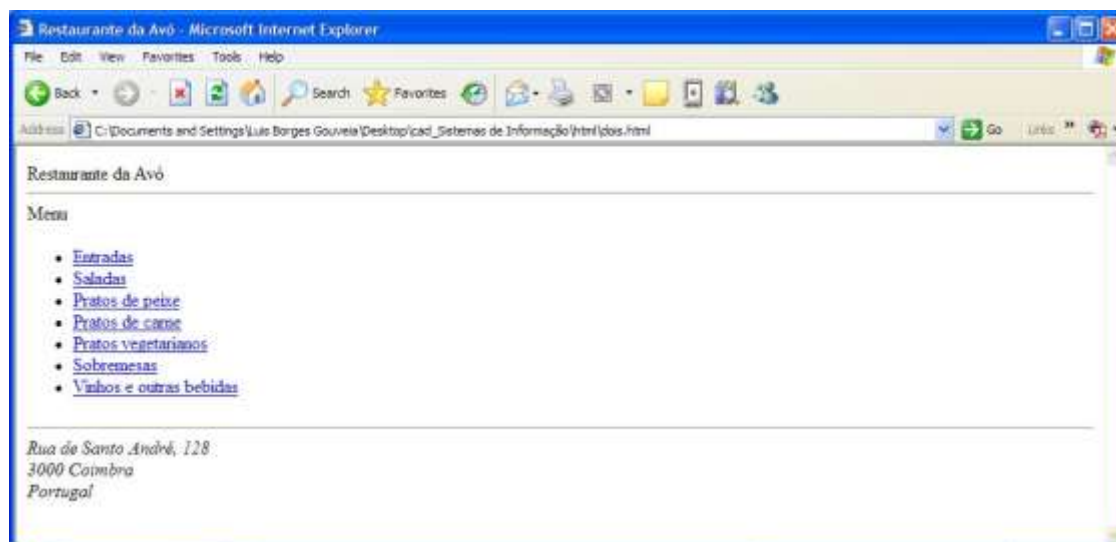 Restaurante da Avó - Microsoft Internet Explorer
File Edit View Favorites Tools Help
Back Search Favorites
Address C:\Documents and Settings\Luis Borges Gouveia\Desktop\cad_Sistemas de Informação\html\dois.html Go Links »
Restaurante da Avó
Menu
• Entradas
• Saladas
• Pratos de peixe
• Pratos de carne
• Pratos vegetarianos
• Sobremesas
• Vinhos e outras bebidas
Rua de Santo André, 128
3000 Coimbra
Portugal